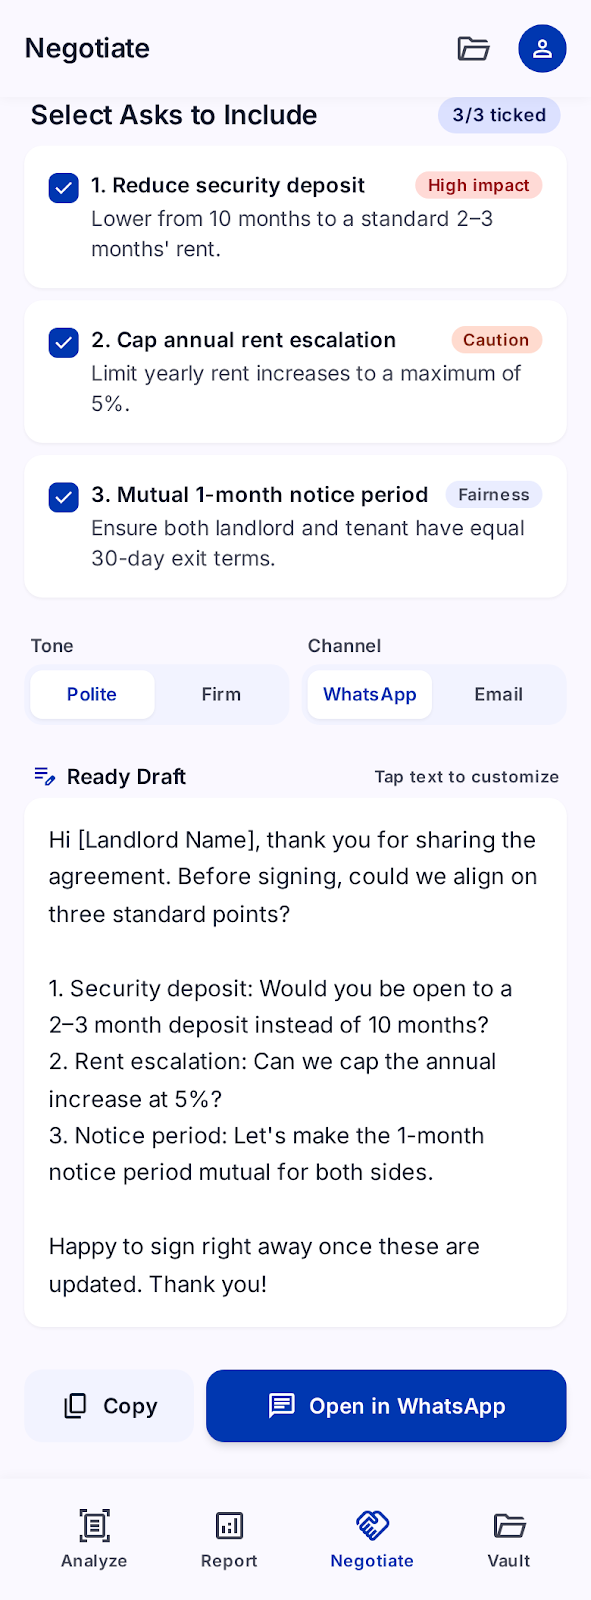 Negotiate
Select Asks to Include
3/3 ticked
1. Reduce security deposit
High impact
Lower from 10 months to a standard 2–3
months' rent.
2. Cap annual rent escalation
Caution
Limit yearly rent increases to a maximum of
5%.
3. Mutual 1-month notice period
Fairness
Ensure both landlord and tenant have equal
30-day exit terms.
Tone
Channel
Polite
Firm
WhatsApp
Email
Ready Draft
Tap text to customize
Hi [Landlord Name], thank you for sharing the
agreement. Before signing, could we align on
three standard points?
1. Security deposit: Would you be open to a
2–3 month deposit instead of 10 months?
2. Rent escalation: Can we cap the annual
increase at 5%?
3. Notice period: Let's make the 1-month
notice period mutual for both sides.
Happy to sign right away once these are
updated. Thank you!
Copy
Open in WhatsApp
Analyze
Report
Negotiate
Vault